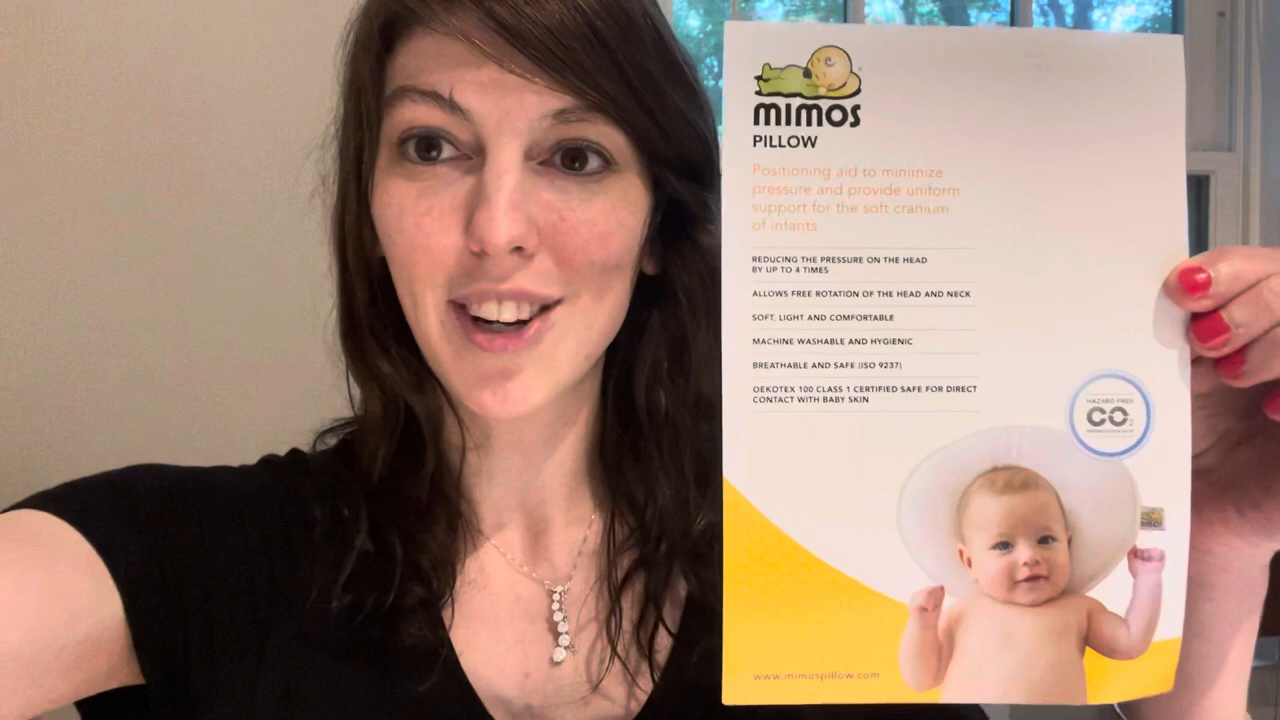 mimos
PILLOW
Positioning aid to minimize
pressure and provide uniform
support for the soft cranium
of infants
REDUCING THE PRESSURE ON THE HEAD
BY UP TO 4 TIMES
ALLOWS FREE ROTATION OF THE HEAD AND NECK
SOFT, LIGHT AND COMFORTABLE
MACHINE WASHABLE AND HYGIENIC
BREATHABLE AND SAFE (ISO 9237)
OEKOTEX 100 CLASS 1 CERTIFIED SAFE FOR DIRECT
CONTACT WITH BABY SKIN
HAZARD FREE
CO2
www.mimospillow.com